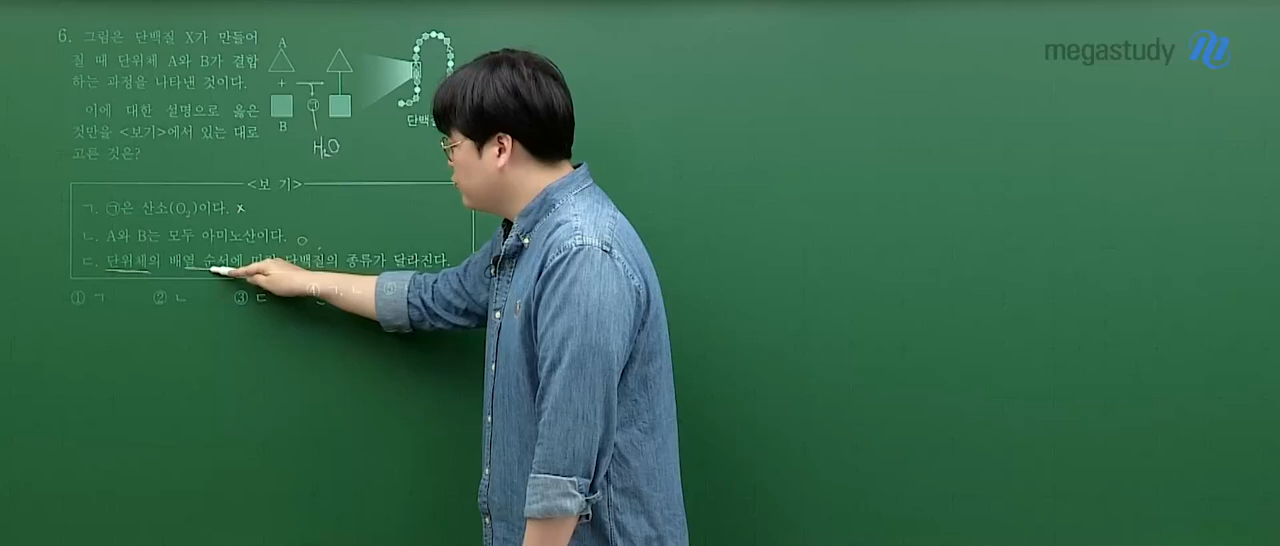 megastudy
6. 그림은 단백질 X가 만들어
질 때 단위체 A와 B가 결합
하는 과정을 나타낸 것이다.
이에 대한 설명으로 옳은
것만을 <보기>에서 있는 대로
고른 것은?
A
+
㉠
B
H₂O
<보 기>
ㄱ. ㉠은 산소(O₂)이다. x
ㄴ. A와 B는 모두 아미노산이다. ○
ㄷ. 단위체의 배열 순서에 단백질의 종류가 달라진다.
① ㄱ ② ㄴ ③ ㄷ ④ ㄱ, ㄴ ⑤